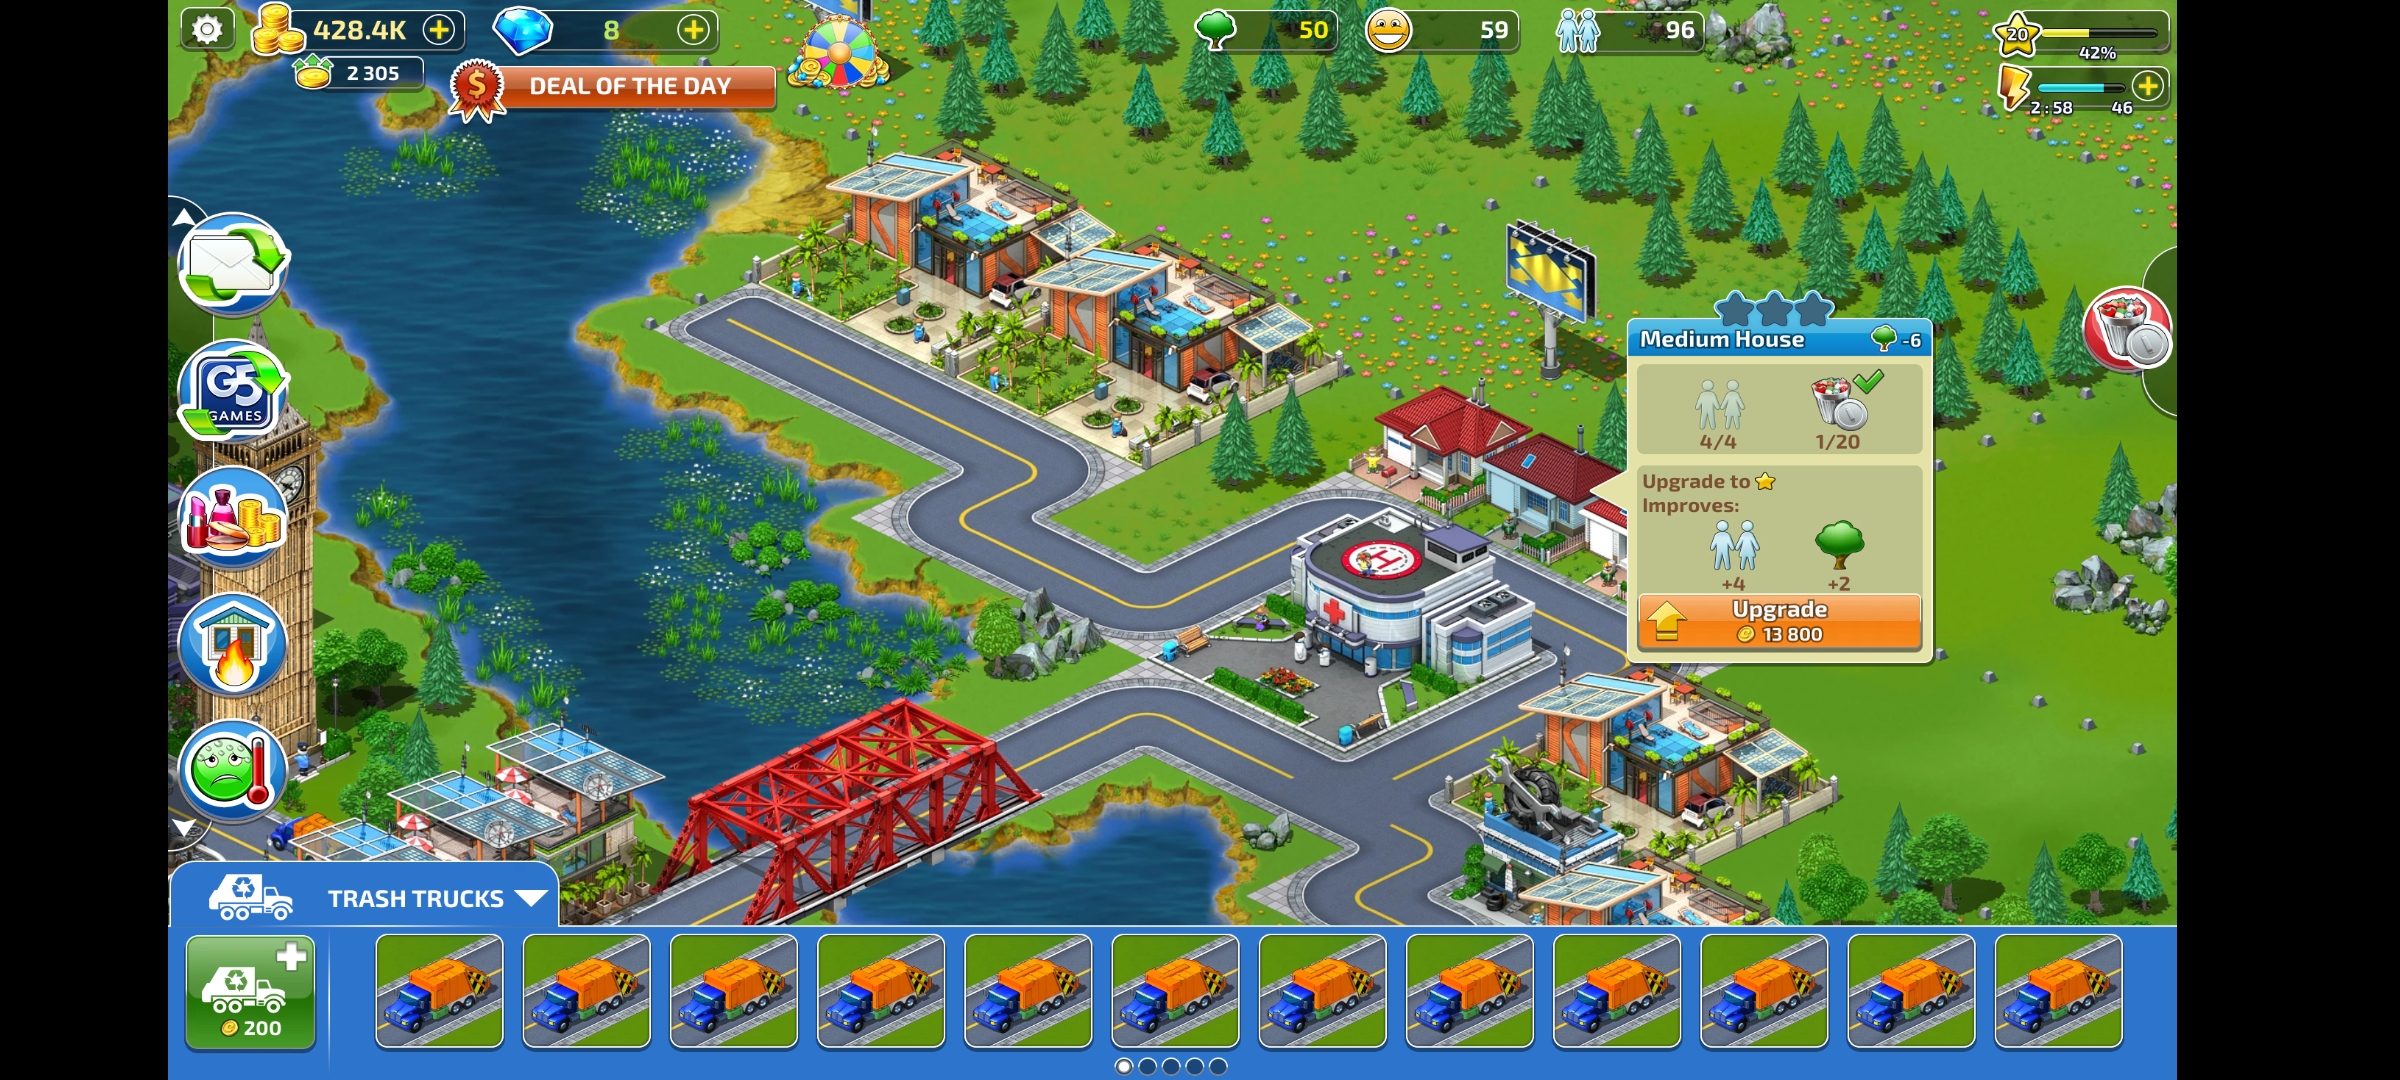 428.4K
8
50
59
96
20
42%
2 305
DEAL OF THE DAY
2:58
46
G5
GAMES
Medium House
-6
4/4
1/20
Upgrade to
Improves:
+4
+2
Upgrade
13 800
H
TRASH TRUCKS
200